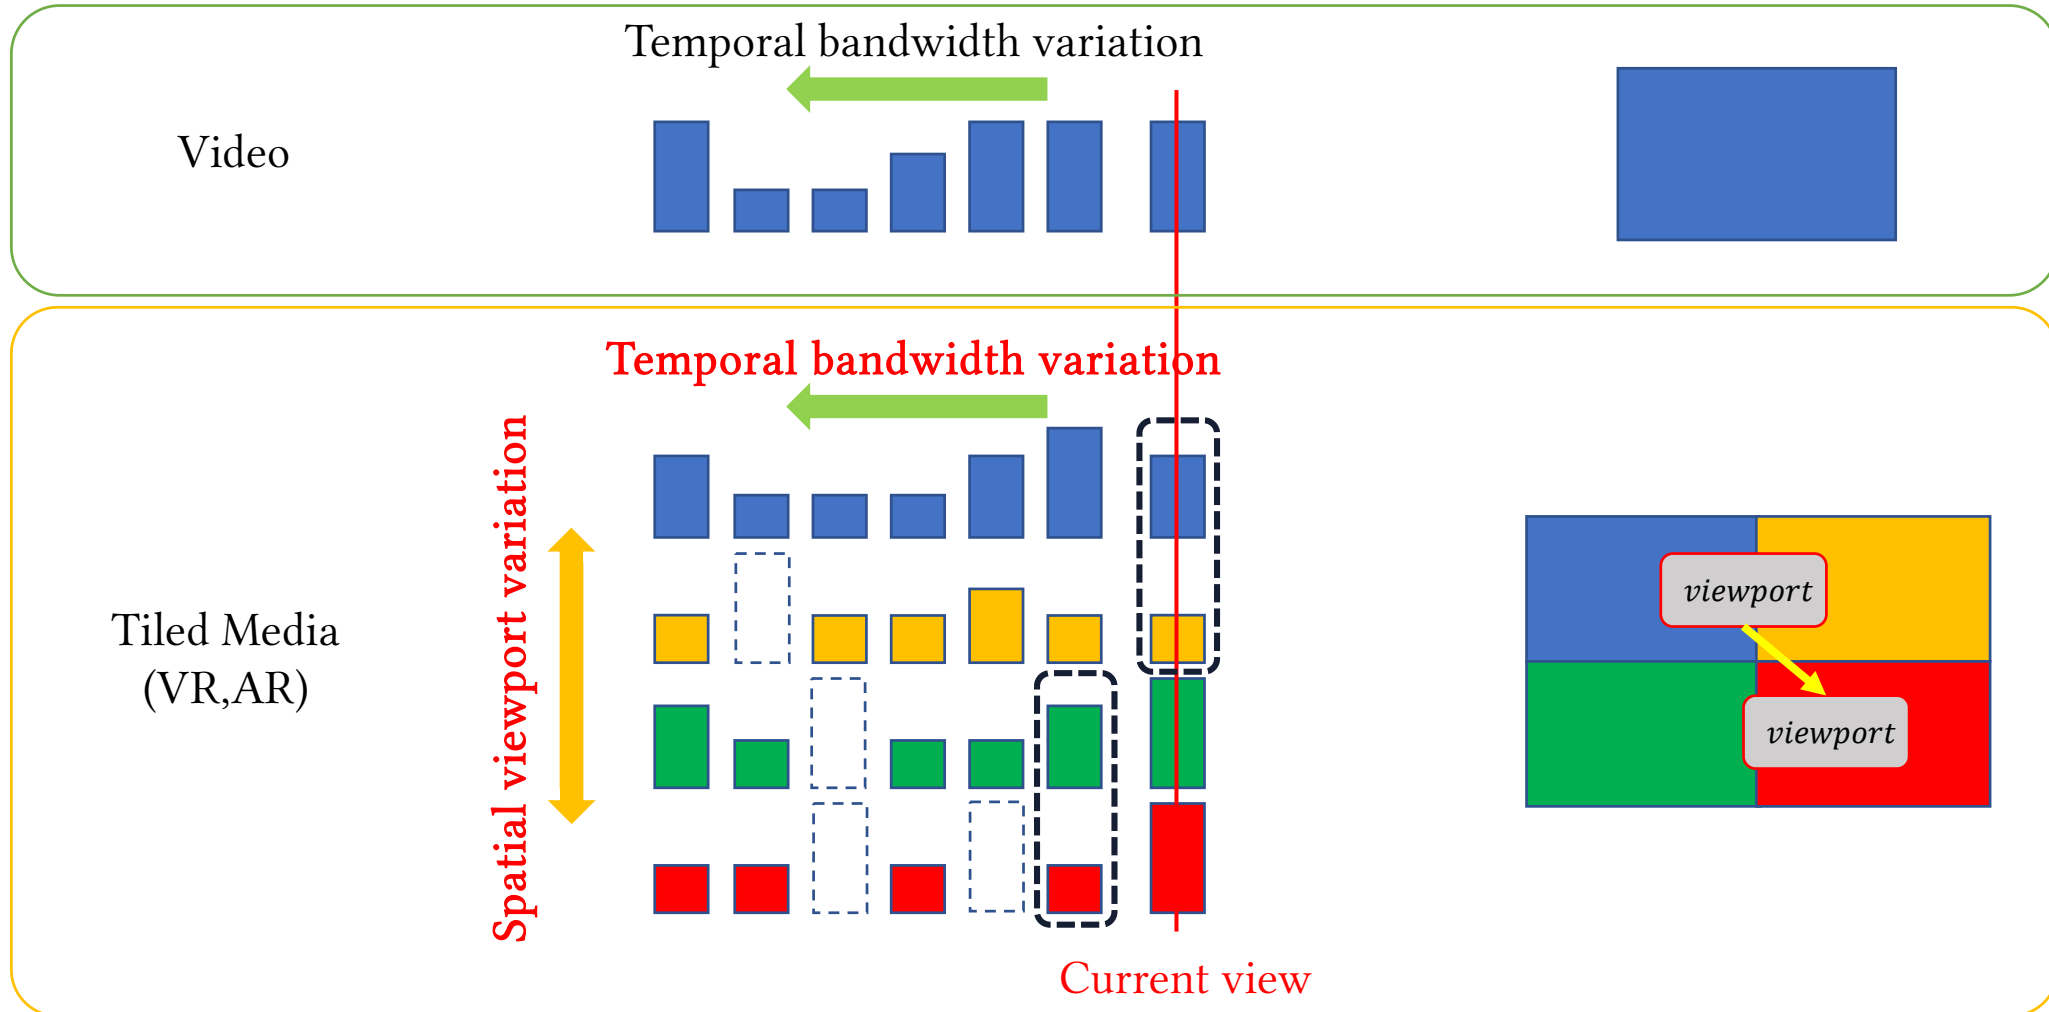 Temporal bandwidth variation
Video
Temporal bandwidth variation
Spatial viewport variation
Tiled Media
(VR,AR)
viewport
viewport
Current view